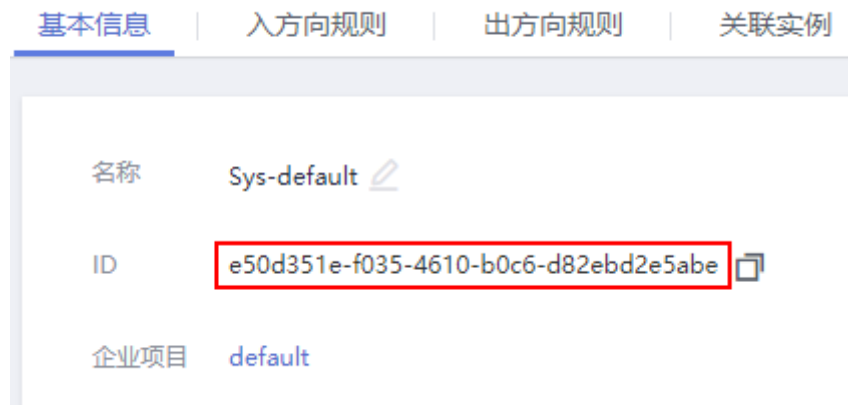 基本信息 入方向规则 出方向规则 关联实例
名称 Sys-default
ID e50d351e-f035-4610-b0c6-d82ebd2e5abe
企业项目 default